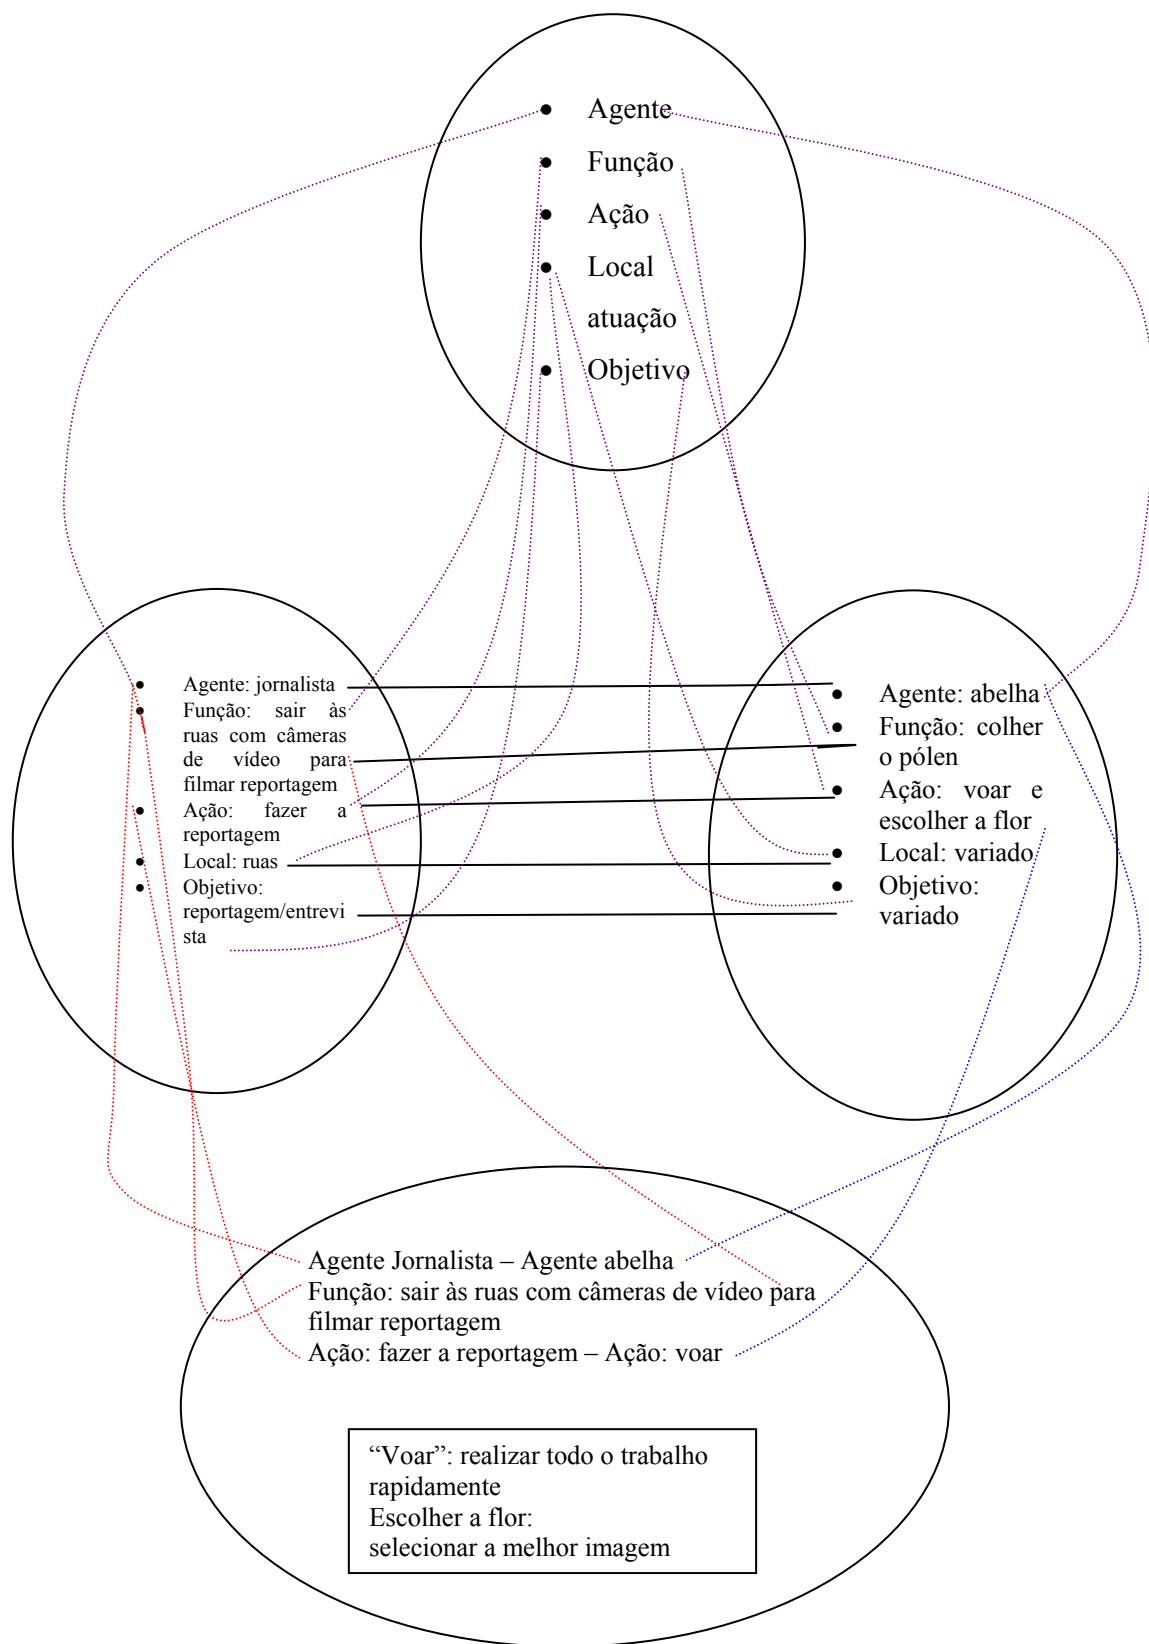 • Agente
• Função
• Ação
• Local
atuação
• Objetivo
• Agente: jornalista
• Função: sair às
ruas com câmeras
de vídeo para
filmar reportagem
• Ação: fazer a
reportagem
• Local: ruas
• Objetivo:
reportagem/entrevi
sta
• Agente: abelha
• Função: colher
o pólen
• Ação: voar e
escolher a flor
• Local: variado
• Objetivo:
variado
Agente Jornalista – Agente abelha
Função: sair às ruas com câmeras de vídeo para
filmar reportagem
Ação: fazer a reportagem – Ação: voar
“Voar”: realizar todo o trabalho
rapidamente
Escolher a flor:
selecionar a melhor imagem